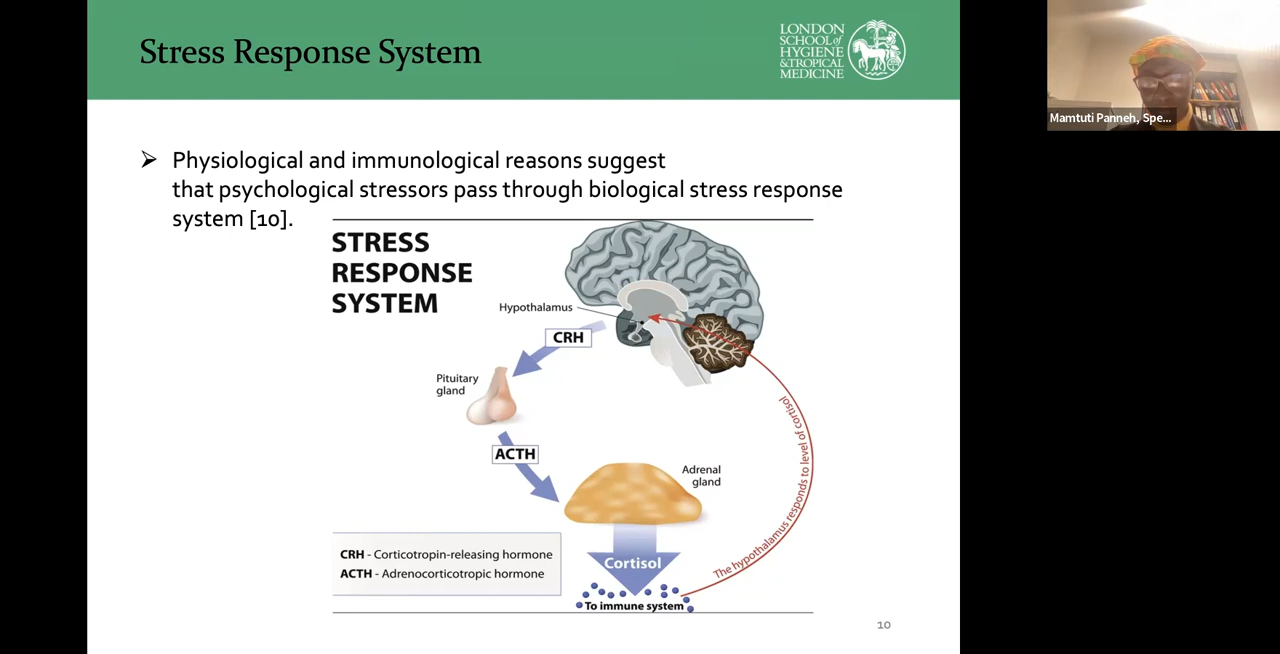 Stress Response System
LONDON
SCHOOL of
HYGIENE
& TROPICAL
MEDICINE
Mamtuti Panneh, Spe...
➢ Physiological and immunological reasons suggest
that psychological stressors pass through biological stress response
system [10].
STRESS
RESPONSE
SYSTEM
Hypothalamus
CRH
Pituitary
gland
ACTH
Adrenal
gland
The hypothalamus responds to level of cortisol
CRH - Corticotropin-releasing hormone
ACTH - Adrenocorticotropic hormone
Cortisol
To immune system
10